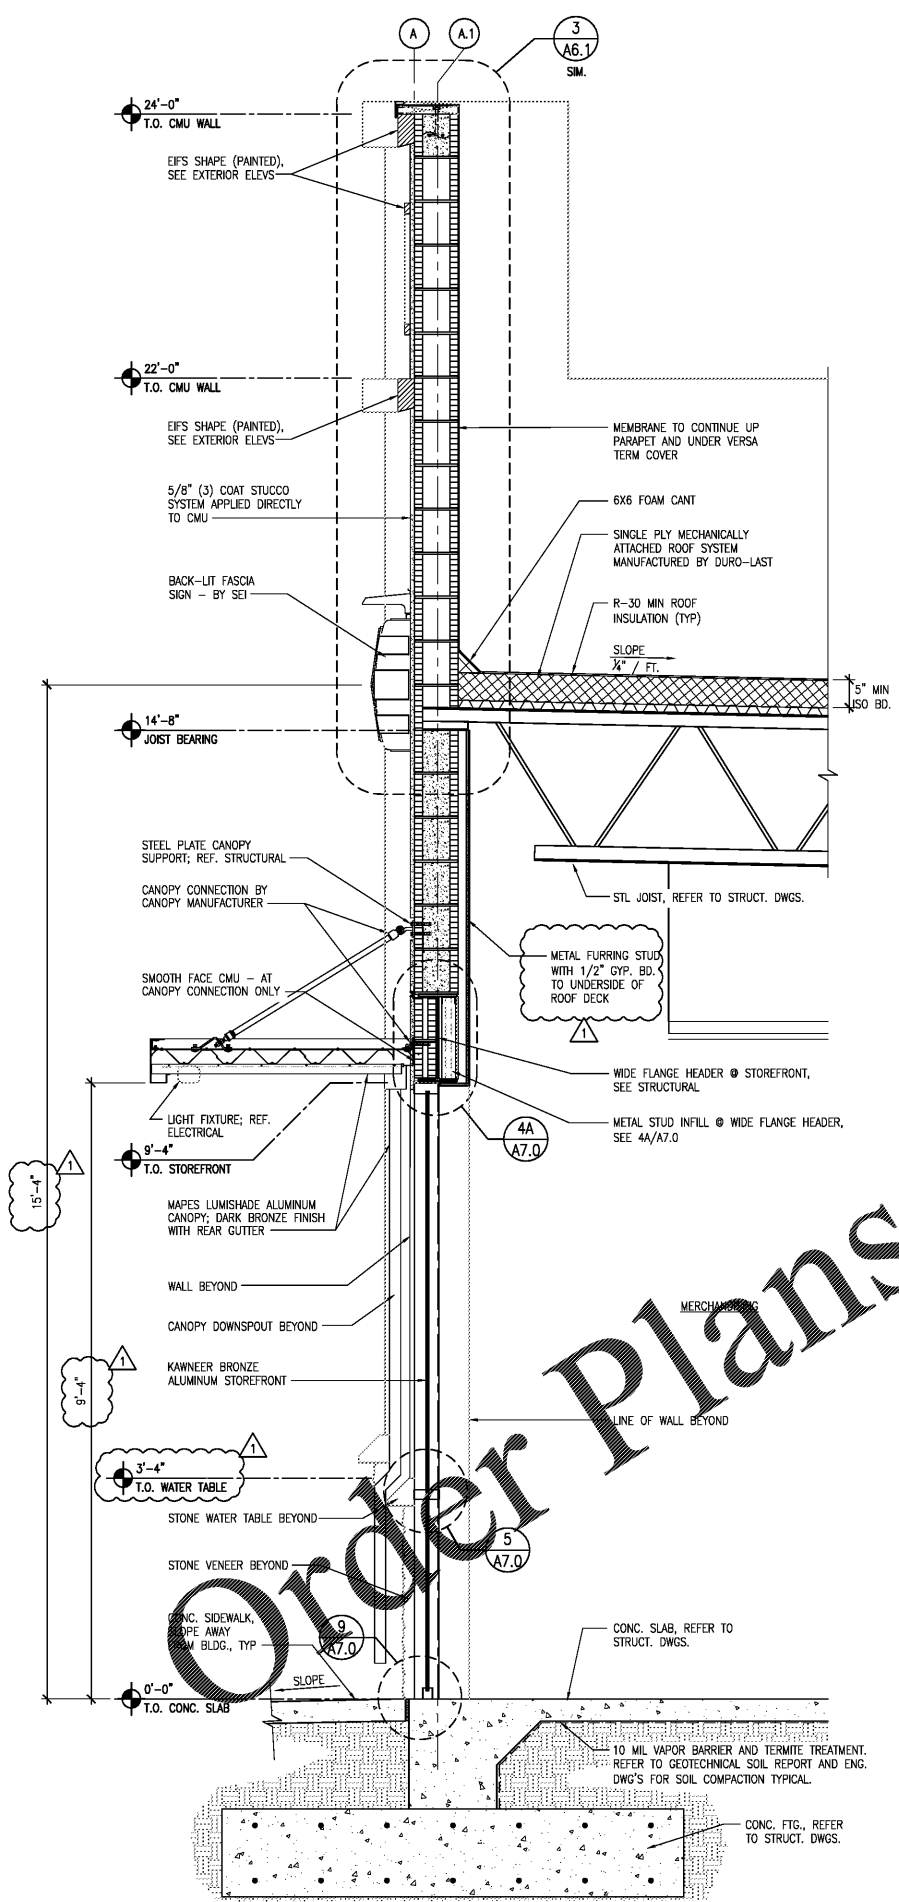 A
A.1
3
A6.1
SIM.
24'-0"
T.O. CMU WALL
EIFS SHAPE (PAINTED),
SEE EXTERIOR ELEVS
22'-0"
T.O. CMU WALL
EIFS SHAPE (PAINTED),
SEE EXTERIOR ELEVS
MEMBRANE TO CONTINUE UP
PARAPET AND UNDER VERSA
TERM COVER
5/8" (3) COAT STUCCO
SYSTEM APPLIED DIRECTLY
TO CMU
6X6 FOAM CANT
SINGLE PLY MECHANICALLY
ATTACHED ROOF SYSTEM
MANUFACTURED BY DURO-LAST
BACK-LIT FASCIA
SIGN - BY SEI
R-30 MIN ROOF
INSULATION (TYP)
SLOPE
1/4" / FT.
5" MIN
ISO BD.
14'-8"
JOIST BEARING
STEEL PLATE CANOPY
SUPPORT; REF. STRUCTURAL
CANOPY CONNECTION BY
CANOPY MANUFACTURER
STL JOIST, REFER TO STRUCT. DWGS.
METAL FURRING STUD
WITH 1/2" GYP. BD.
TO UNDERSIDE OF
ROOF DECK
1
SMOOTH FACE CMU - AT
CANOPY CONNECTION ONLY
WIDE FLANGE HEADER @ STOREFRONT,
SEE STRUCTURAL
LIGHT FIXTURE; REF.
ELECTRICAL
METAL STUD INFILL @ WIDE FLANGE HEADER,
SEE 4A/A7.0
4A
A7.0
9'-4"
T.O. STOREFRONT
1
15'-4"
MAPES LUMISHADE ALUMINUM
CANOPY; DARK BRONZE FINISH
WITH REAR GUTTER
WALL BEYOND
MERCHANDISING
CANOPY DOWNSPOUT BEYOND
1
9'-4"
KAWNEER BRONZE
ALUMINUM STOREFRONT
LINE OF WALL BEYOND
1
3'-4"
T.O. WATER TABLE
STONE WATER TABLE BEYOND
5
A7.0
STONE VENEER BEYOND
CONC. SIDEWALK,
SLOPE AWAY
FROM BLDG., TYP
9
A7.0
CONC. SLAB, REFER TO
STRUCT. DWGS.
SLOPE
0'-0"
T.O. CONC. SLAB
10 MIL VAPOR BARRIER AND TERMITE TREATMENT.
REFER TO GEOTECHNICAL SOIL REPORT AND ENG.
DWG'S FOR SOIL COMPACTION TYPICAL.
CONC. FTG., REFER
TO STRUCT. DWGS.
Order Plans